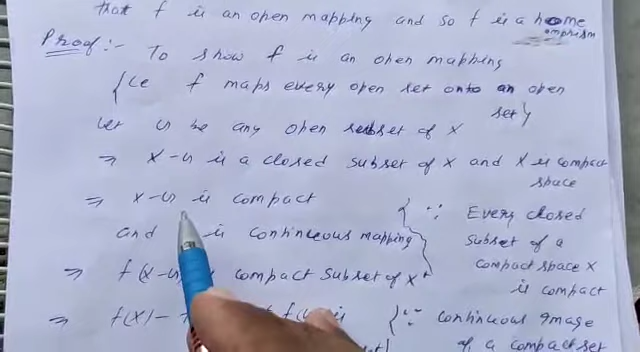 that f is an open mapping and so f is a homeomorphism
Proof:- To show f is an open mapping
{ie f maps every open set onto an open set}
Let U be any open subset of X
⇒ X-U is a closed subset of X and X is compact space
⇒ X-U is compact {∵ Every closed subset of a compact space X is compact
and is continuous mapping
⇒ f(X-U) compact subset of X*
⇒ f(X)- is {∵ continuous image of a compact set